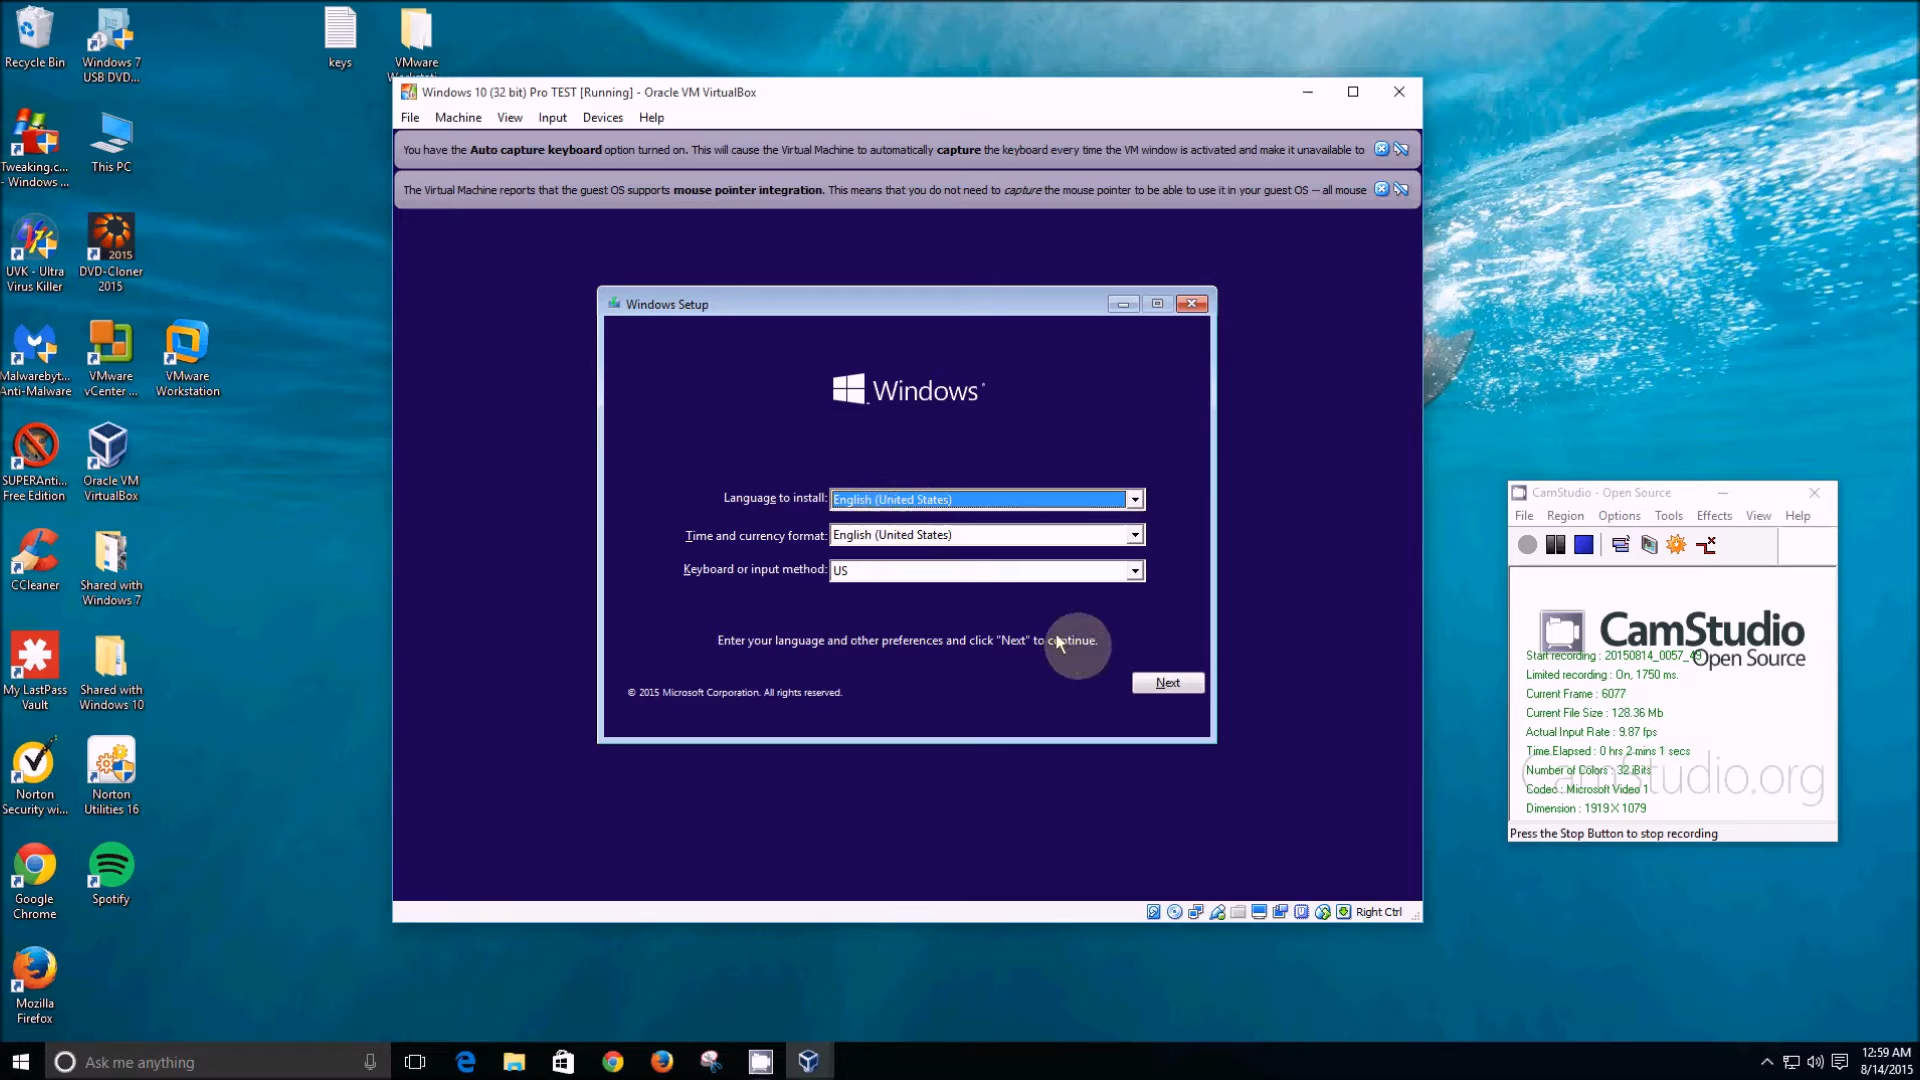 Recycle Bin
Windows 7
USB DVD...
keys
VMware
Tweaking.c...
- Windows ...
This PC
UVK - Ultra
Virus Killer
2015
DVD-Cloner
2015
Malwarebyt...
Anti-Malware
VMware
vCenter ...
VMware
Workstation
SUPERAnti...
Free Edition
Oracle VM
VirtualBox
CCleaner
Shared with
Windows 7
My LastPass
Vault
Shared with
Windows 10
Norton
Security wi...
Norton
Utilities 16
Google
Chrome
Spotify
Mozilla
Firefox
Windows 10 (32 bit) Pro TEST [Running] - Oracle VM VirtualBox
File Machine View Input Devices Help
You have the Auto capture keyboard option turned on. This will cause the Virtual Machine to automatically capture the keyboard every time the VM window is activated and make it unavailable to
The Virtual Machine reports that the guest OS supports mouse pointer integration. This means that you do not need to capture the mouse pointer to be able to use it in your guest OS — all mouse
Windows Setup
Windows
Language to install: English (United States)
Time and currency format: English (United States)
Keyboard or input method: US
Enter your language and other preferences and click "Next" to continue.
© 2015 Microsoft Corporation. All rights reserved.
Next
Right Ctrl
CamStudio - Open Source
File Region Options Tools Effects View Help
CamStudio
Open Source
Start recording : 20150814_0057_49
Limited recording : On, 1750 ms.
Current Frame : 6077
Current File Size : 128.36 Mb
Actual Input Rate : 9.87 fps
Time Elapsed : 0 hrs 2 mins 1 secs
Number of Colors : 32 Bits
CamStudio.org
Codec : Microsoft Video 1
Dimension : 1919 X 1079
Press the Stop Button to stop recording
Ask me anything
12:59 AM
8/14/2015